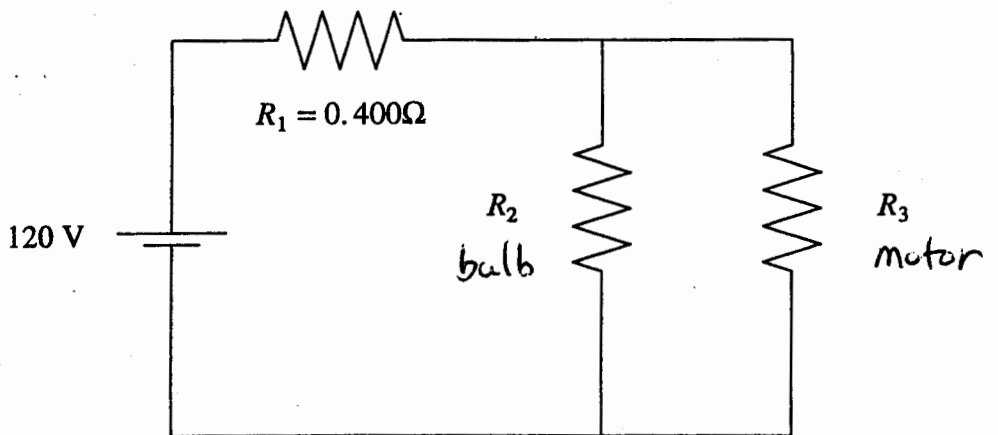 R₁ = 0.400Ω
120 V
R₂
bulb
R₃
motor